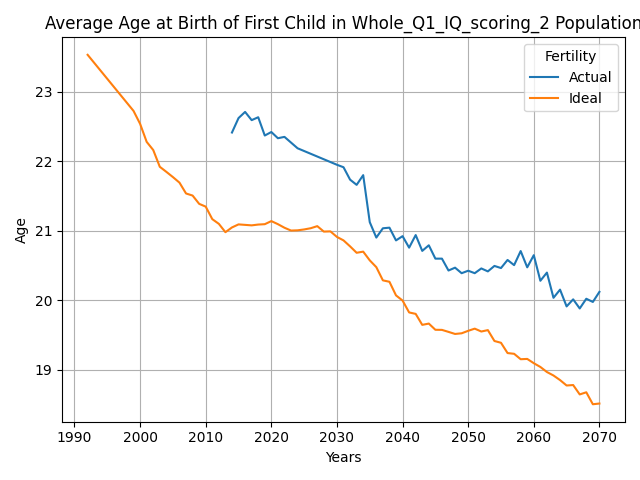 Average Age at Birth of First Child in Whole_Q1_IQ_scoring_2 Population
Fertility
Actual
Ideal
23
22
21
20
19
Age
1990
2000
2010
2020
2030
2040
2050
2060
2070
Years